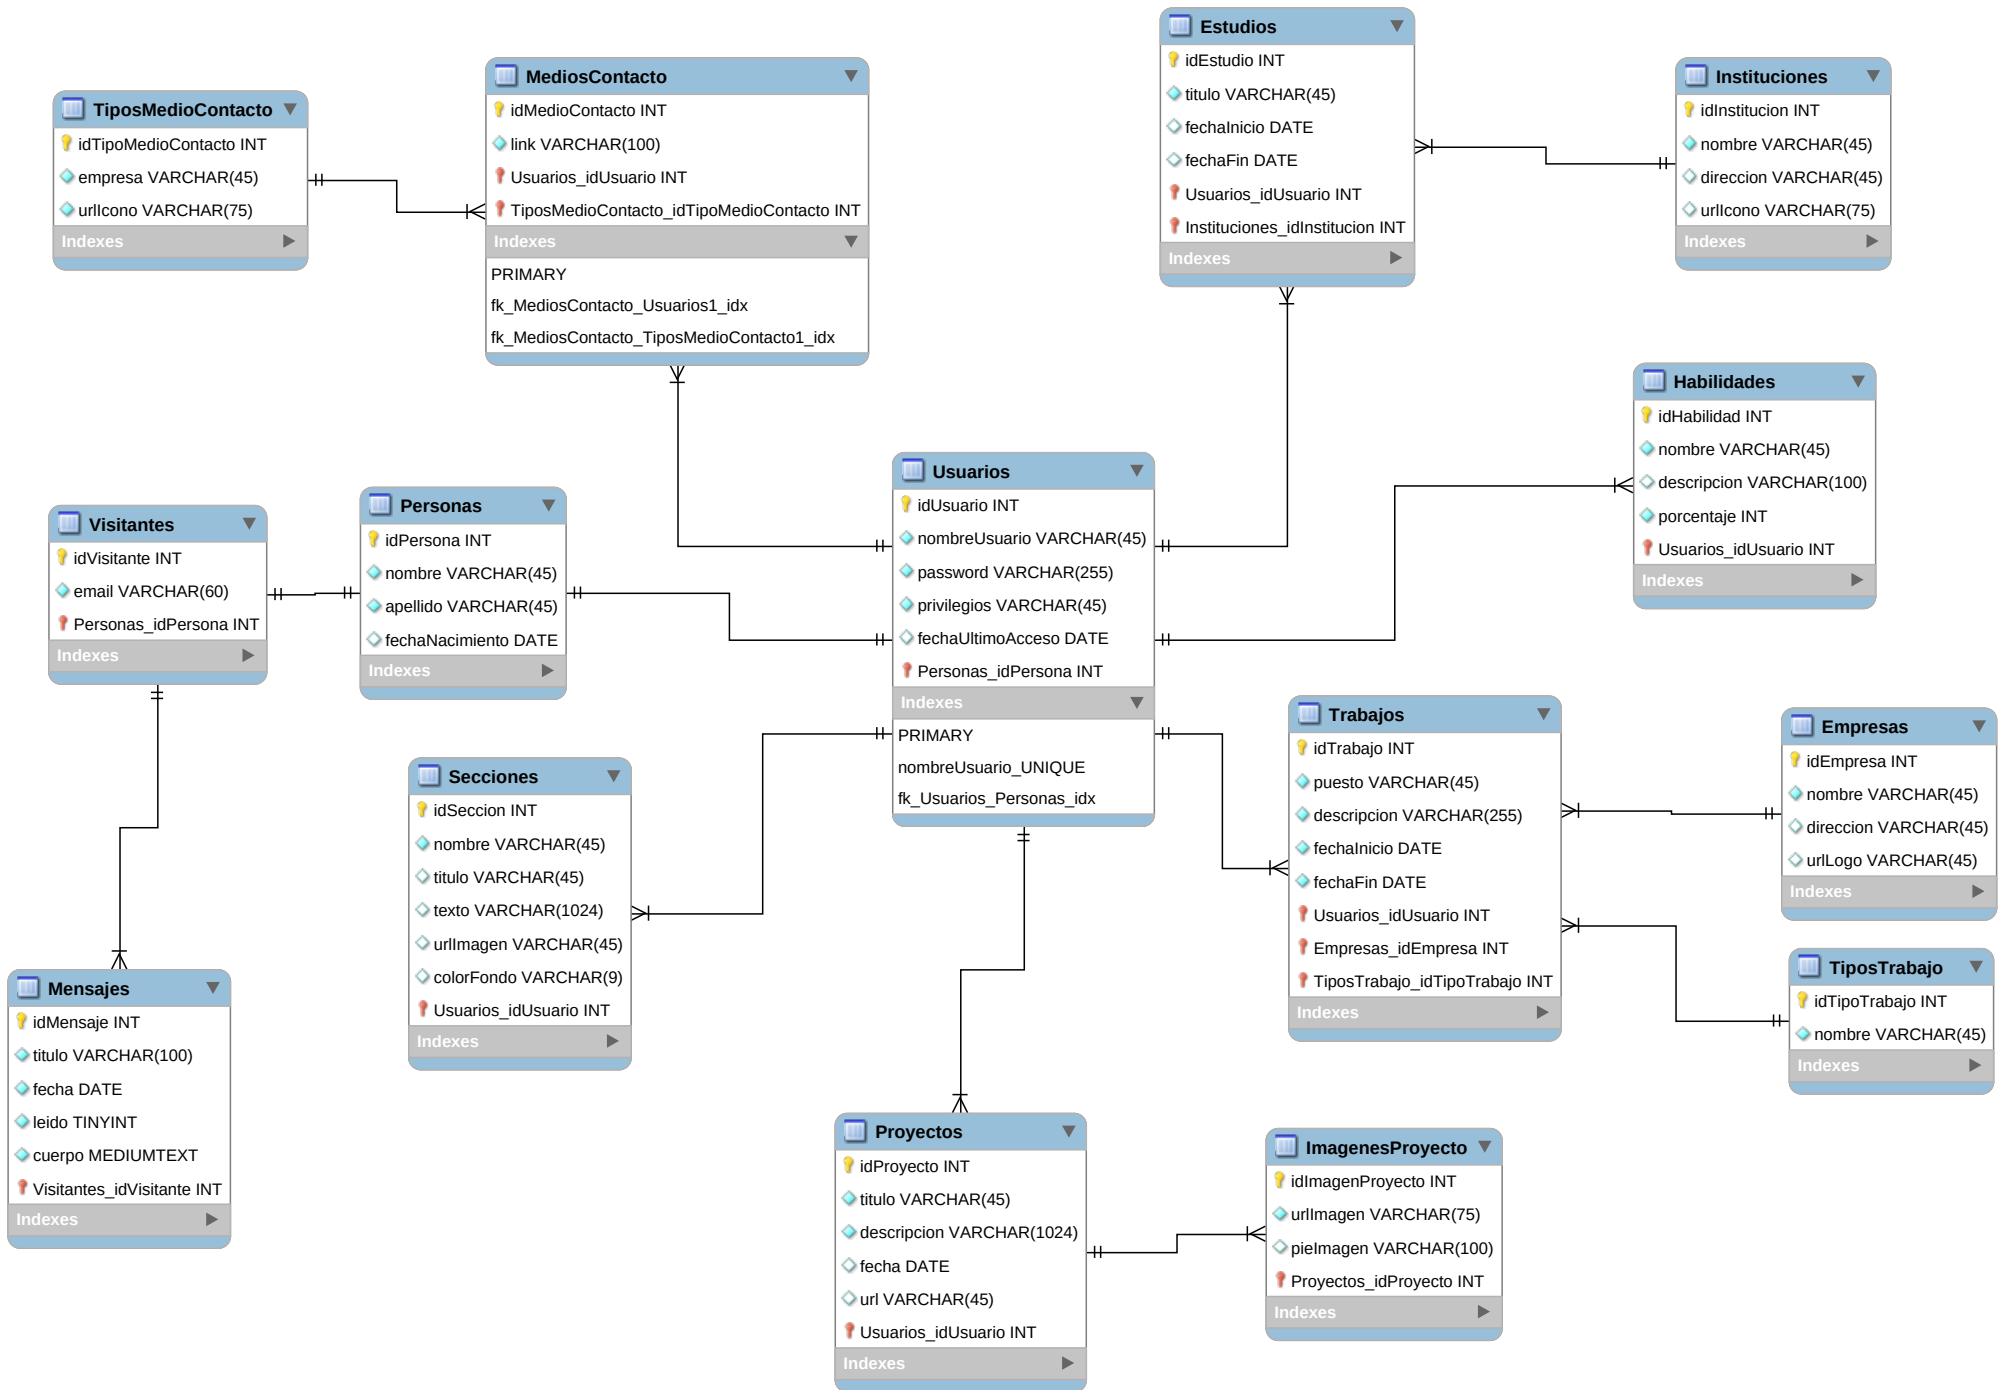 TiposMedioContacto
idTipoMedioContacto INT
empresa VARCHAR(45)
urlIcono VARCHAR(75)
Indexes
MediosContacto
idMedioContacto INT
link VARCHAR(100)
Usuarios_idUsuario INT
TiposMedioContacto_idTipoMedioContacto INT
Indexes
PRIMARY
fk_MediosContacto_Usuarios1_idx
fk_MediosContacto_TiposMedioContacto1_idx
Estudios
idEstudio INT
titulo VARCHAR(45)
fechaInicio DATE
fechaFin DATE
Usuarios_idUsuario INT
Instituciones_idInstitucion INT
Indexes
Instituciones
idInstitucion INT
nombre VARCHAR(45)
direccion VARCHAR(45)
urlIcono VARCHAR(75)
Indexes
Habilidades
idHabilidad INT
nombre VARCHAR(45)
descripcion VARCHAR(100)
porcentaje INT
Usuarios_idUsuario INT
Indexes
Visitantes
idVisitante INT
email VARCHAR(60)
Personas_idPersona INT
Indexes
Personas
idPersona INT
nombre VARCHAR(45)
apellido VARCHAR(45)
fechaNacimiento DATE
Indexes
Usuarios
idUsuario INT
nombreUsuario VARCHAR(45)
password VARCHAR(255)
privilegios VARCHAR(45)
fechaUltimoAcceso DATE
Personas_idPersona INT
Indexes
PRIMARY
nombreUsuario_UNIQUE
fk_Usuarios_Personas_idx
Secciones
idSeccion INT
nombre VARCHAR(45)
titulo VARCHAR(45)
texto VARCHAR(1024)
urlImagen VARCHAR(45)
colorFondo VARCHAR(9)
Usuarios_idUsuario INT
Indexes
Trabajos
idTrabajo INT
puesto VARCHAR(45)
descripcion VARCHAR(255)
fechaInicio DATE
fechaFin DATE
Usuarios_idUsuario INT
Empresas_idEmpresa INT
TiposTrabajo_idTipoTrabajo INT
Indexes
Empresas
idEmpresa INT
nombre VARCHAR(45)
direccion VARCHAR(45)
urlLogo VARCHAR(45)
Indexes
TiposTrabajo
idTipoTrabajo INT
nombre VARCHAR(45)
Indexes
Mensajes
idMensaje INT
titulo VARCHAR(100)
fecha DATE
leido TINYINT
cuerpo MEDIUMTEXT
Visitantes_idVisitante INT
Indexes
Proyectos
idProyecto INT
titulo VARCHAR(45)
descripcion VARCHAR(1024)
fecha DATE
url VARCHAR(45)
Usuarios_idUsuario INT
Indexes
ImagenesProyecto
idImagenProyecto INT
urlImagen VARCHAR(75)
pieImagen VARCHAR(100)
Proyectos_idProyecto INT
Indexes